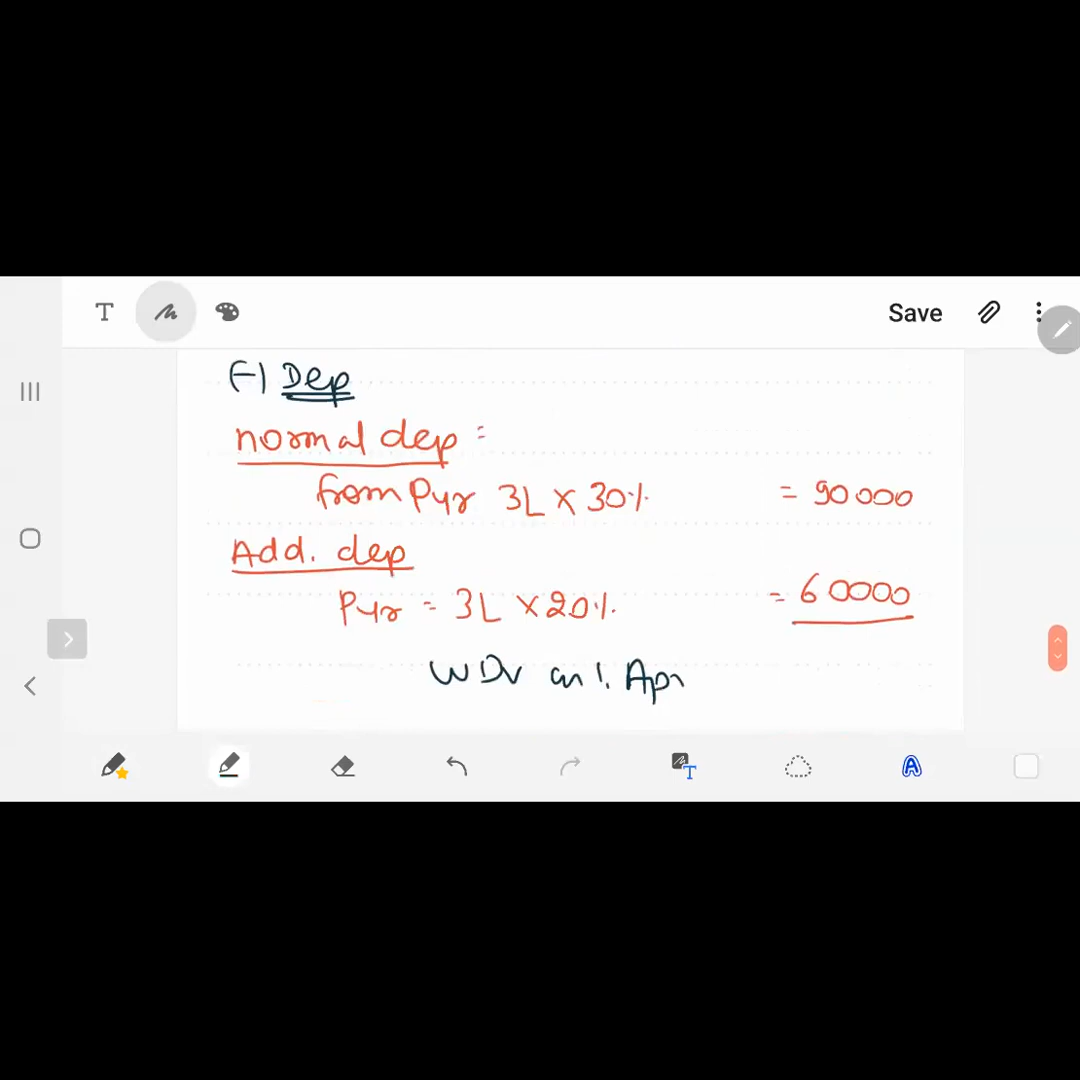 T
Save
(-) Dep
normal dep :
from Pyr 3L X 30% = 90000
Add. dep
Pyr = 3L X 20% = 60000
WDV on 1. Apr
T
A